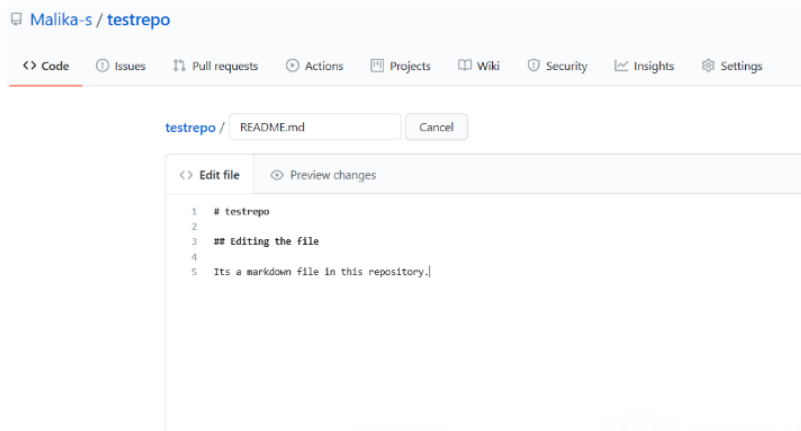 Malika-s / testrepo
<> Code Issues Pull requests Actions Projects Wiki Security Insights Settings
testrepo / README.md Cancel
<> Edit file Preview changes
1 # testrepo
2
3 ## Editing the file
4
5 Its a markdown file in this repository.